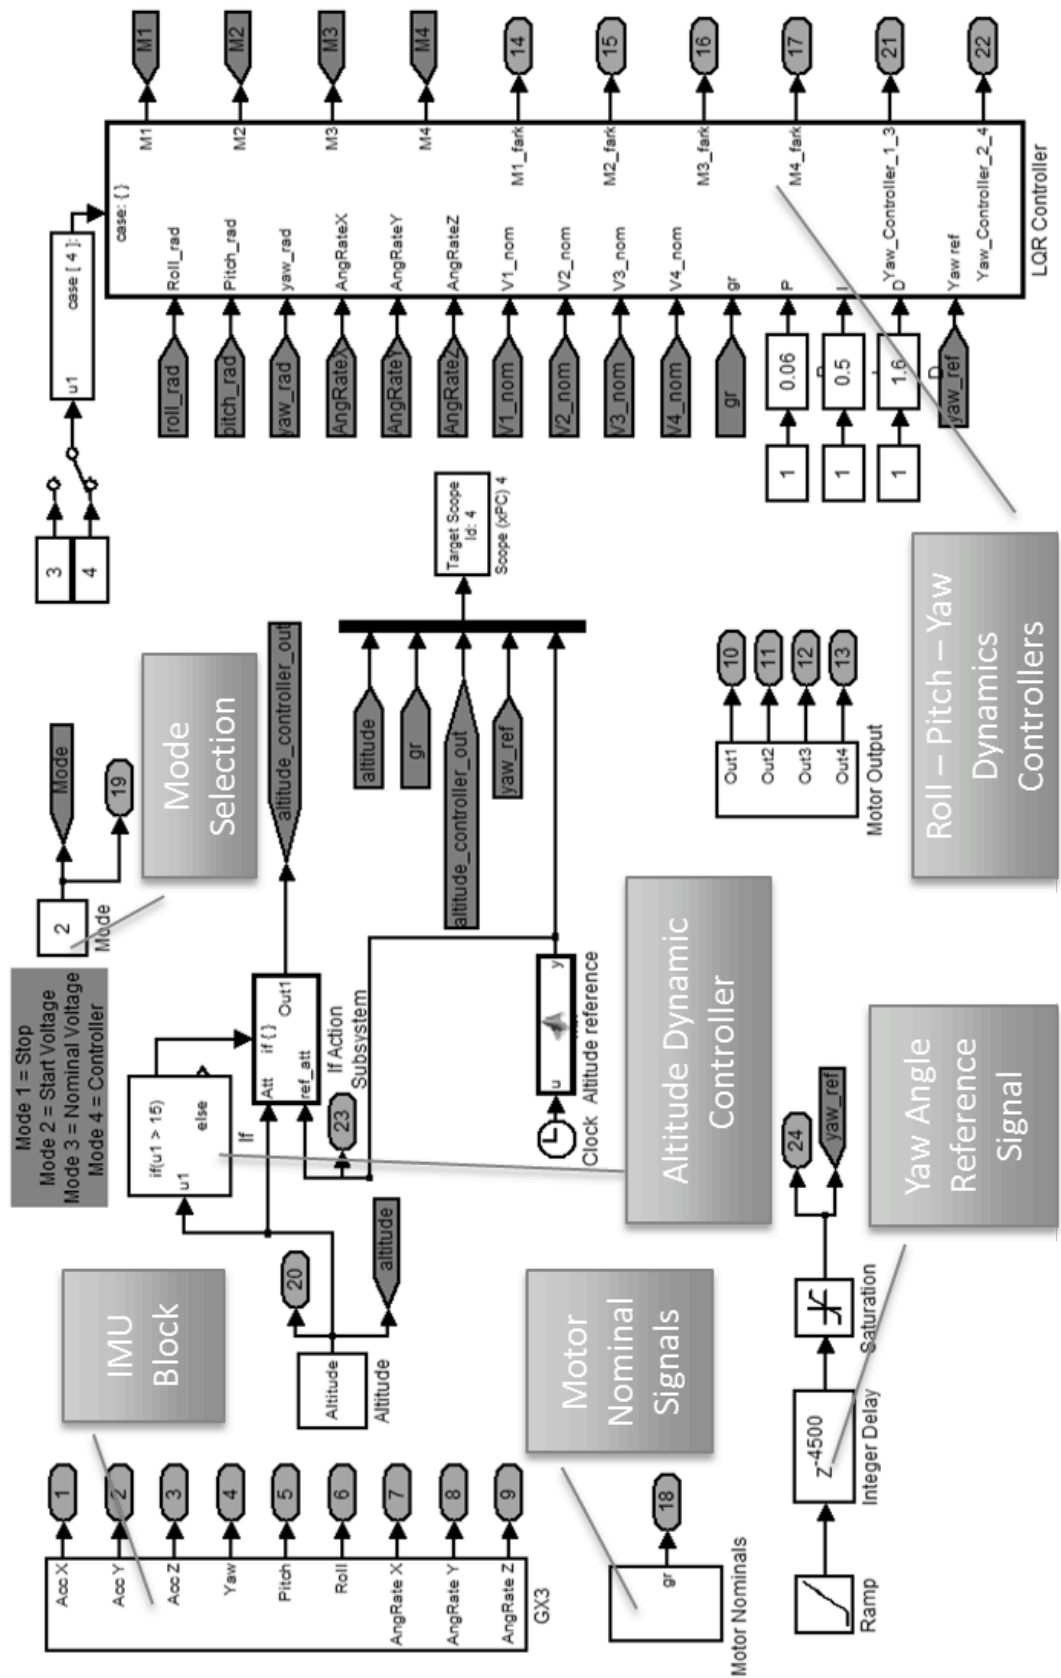 Acc X
Acc Y
Acc Z
Yaw
Pitch
Roll
AngRate X
AngRate Y
AngRate Z
GX3
1
2
3
4
5
6
7
8
9
IMU
Block
Mode 1 = Stop
Mode 2 = Start Voltage
Mode 3 = Nominal Voltage
Mode 4 = Controller
2
Mode
Mode
19
Mode
Selection
Altitude
Altitude
20
altitude
if(u1 > 15)
u1
else
If
if { }
Att
ref_att
Out1
If Action
Subsystem
23
altitude_controller_out
u
y
Clock
Altitude reference
altitude
gr
altitude_controller_out
yaw_ref
Target Scope
Id: 4
Scope (xPC) 4
Altitude Dynamic
Controller
gr
Motor Nominals
18
Motor
Nominal
Signals
Ramp
z-4500
Integer Delay
Saturation
24
yaw_ref
Yaw Angle
Reference
Signal
Out1
Out2
Out3
Out4
Motor Output
10
11
12
13
Roll – Pitch – Yaw
Dynamics
Controllers
3
4
u1
case [ 4 ]:
case: { }
roll_rad
pitch_rad
yaw_rad
AngRateX
AngRateY
AngRateZ
V1_nom
V2_nom
V3_nom
V4_nom
gr
1
0.06
P
1
0.5
I
1
1.6
D
yaw_ref
Roll_rad
Pitch_rad
yaw_rad
AngRateX
AngRateY
AngRateZ
V1_nom
V2_nom
V3_nom
V4_nom
gr
P
I
D
Yaw ref
M1
M2
M3
M4
M1_fark
M2_fark
M3_fark
M4_fark
Yaw_Controller_1_3
Yaw_Controller_2_4
LQR Controller
M1
M2
M3
M4
14
15
16
17
21
22